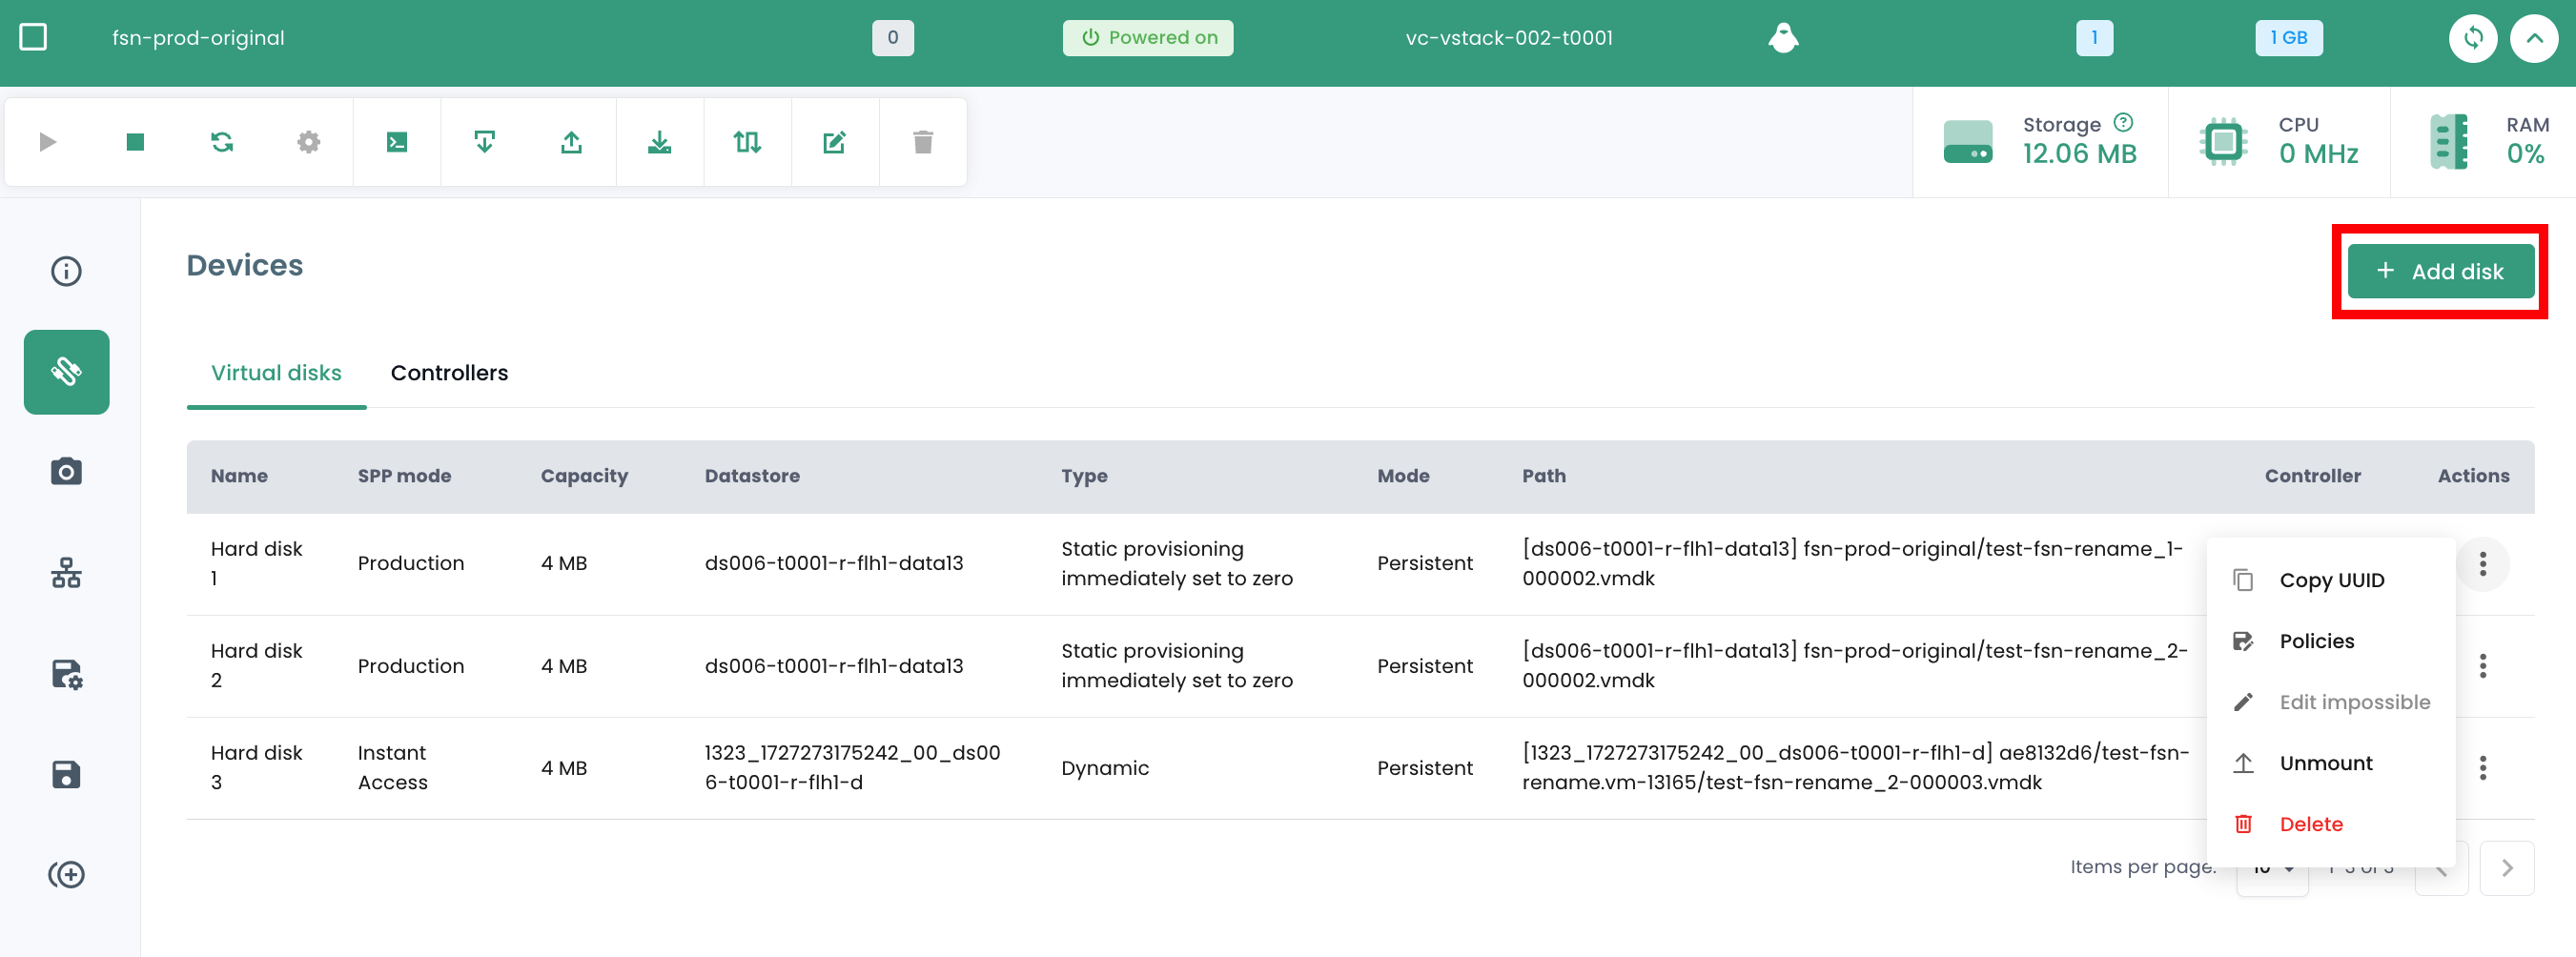 fsn-prod-original 0 Powered on vc-vstack-002-t0001 1 1 GB
Storage CPU RAM
12.06 MB 0 MHz 0%
Devices
Add disk
Virtual disks Controllers
Name SPP mode Capacity Datastore Type Mode Path Controller Actions
Hard disk 1 Production 4 MB ds006-t0001-r-flh1-data13 Static provisioning immediately set to zero Persistent [ds006-t0001-r-flh1-data13] fsn-prod-original/test-fsn-rename_1-000002.vmdk
Hard disk 2 Production 4 MB ds006-t0001-r-flh1-data13 Static provisioning immediately set to zero Persistent [ds006-t0001-r-flh1-data13] fsn-prod-original/test-fsn-rename_2-000002.vmdk
Hard disk 3 Instant Access 4 MB 1323_1727273175242_00_ds006-t0001-r-flh1-d Dynamic Persistent [1323_1727273175242_00_ds006-t0001-r-flh1-d] ae8132d6/test-fsn-rename.vm-13165/test-fsn-rename_2-000003.vmdk
Copy UUID
Policies
Edit impossible
Unmount
Delete
Items per page: